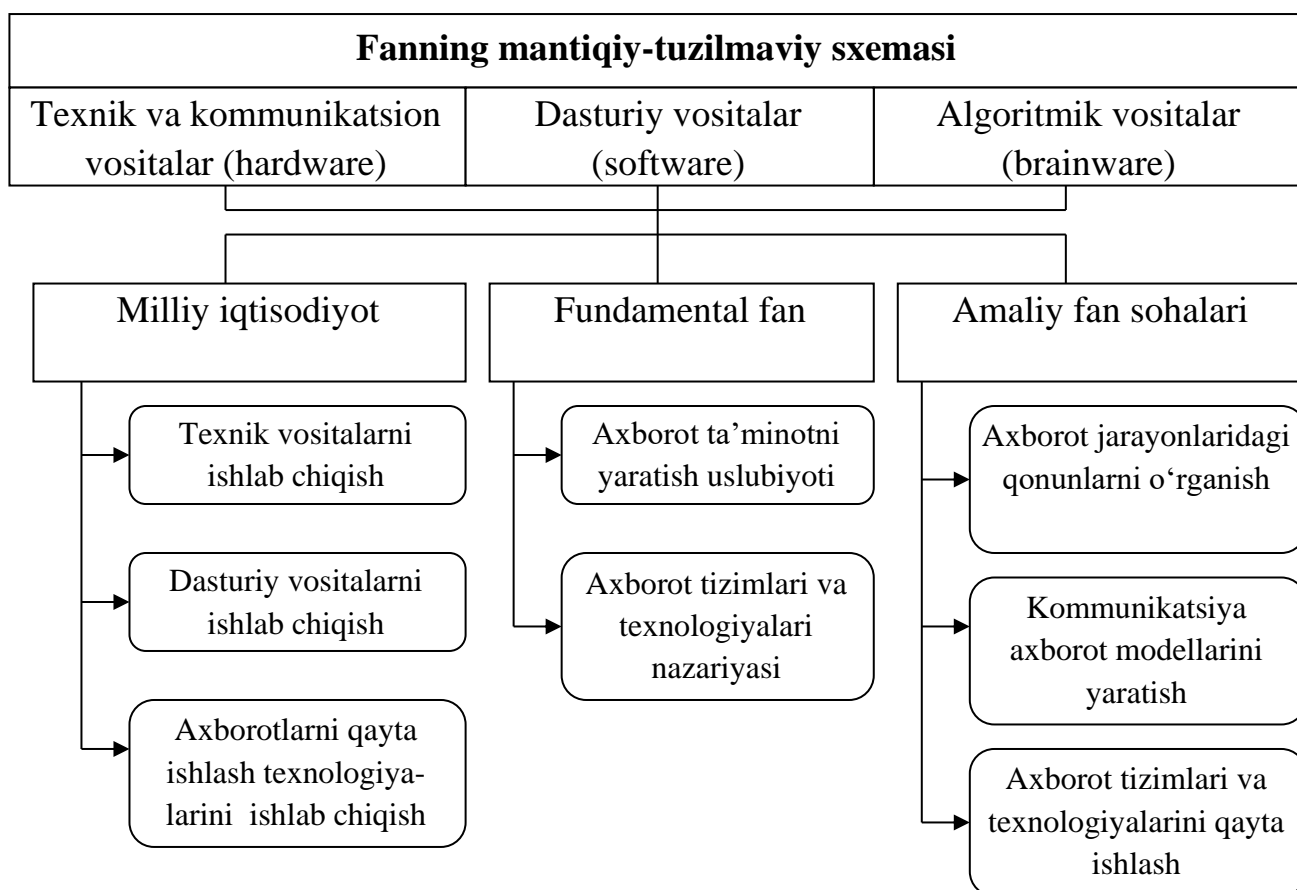 Fanning mantiqiy-tuzilmaviy sxemasi
Texnik va kommunikatsion
vositalar (hardware)
Dasturiy vositalar
(software)
Algoritmik vositalar
(brainware)
Milliy iqtisodiyot
Fundamental fan
Amaliy fan sohalari
Texnik vositalarni
ishlab chiqish
Dasturiy vositalarni
ishlab chiqish
Axborotlarni qayta
ishlash texnologiya-
larini ishlab chiqish
Axborot ta’minotni
yaratish uslubiyoti
Axborot tizimlari va
texnologiyalari
nazariyasi
Axborot jarayonlaridagi
qonunlarni o‘rganish
Kommunikatsiya
axborot modellarini
yaratish
Axborot tizimlari va
texnologiyalarini qayta
ishlash